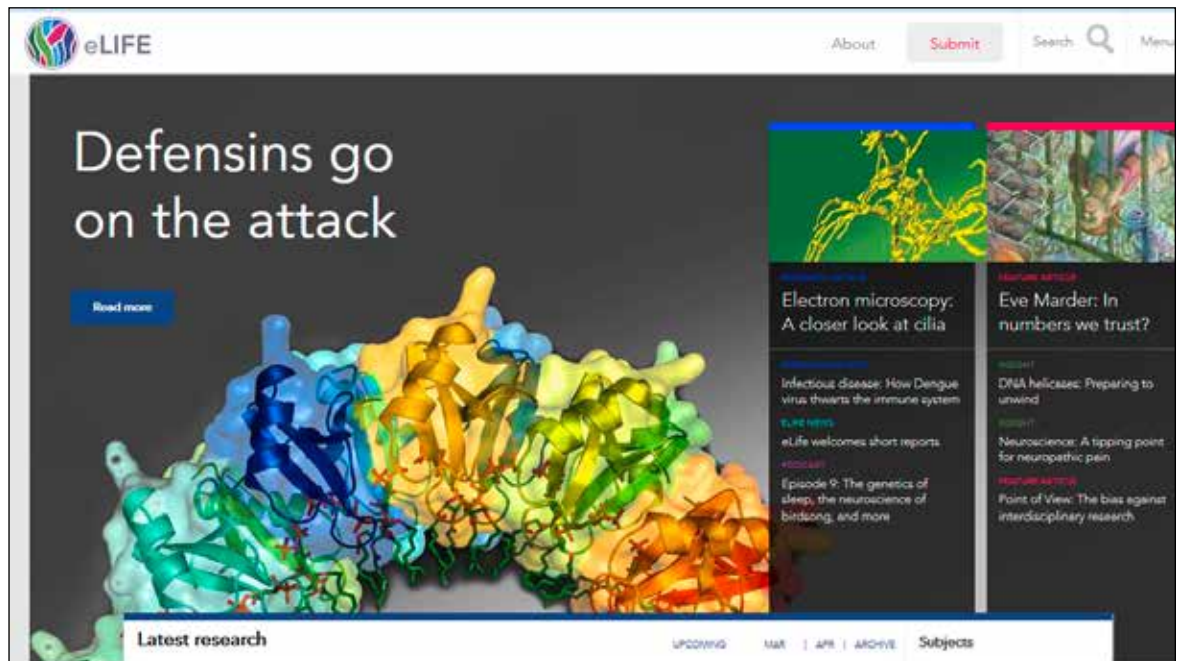 eLIFE
About
Submit
Search
Menu
Defensins go
on the attack
Read more
Electron microscopy:
A closer look at cilia
Infectious disease: How Dengue
virus thwarts the immune system
ELIFE NEWS
eLife welcomes short reports
PODCAST
Episode 9: The genetics of
sleep, the neuroscience of
birdsong, and more
FEATURE ARTICLE
Eve Marder: In
numbers we trust?
INSIGHT
DNA helicases: Preparing to
unwind
INSIGHT
Neuroscience: A tipping point
for neuropathic pain
FEATURE ARTICLE
Point of View: The bias against
interdisciplinary research
Latest research
UPCOMING
MAR | APR | ARCHIVE
Subjects